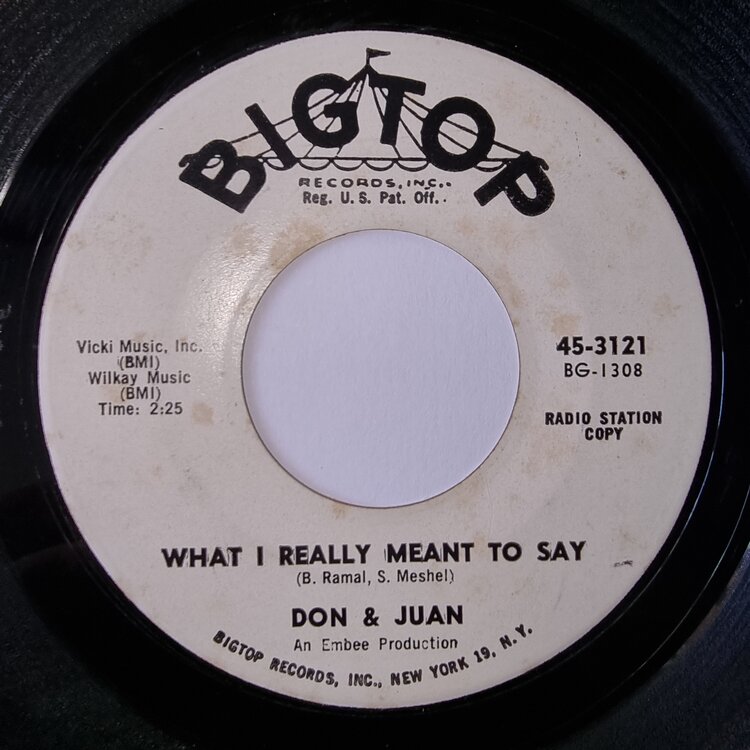 BIGTOP
RECORDS, INC..
Reg. U. S. Pat. Off..
Vicki Music, Inc.
(BMI)
Wilkay Music
(BMI)
Time: 2:25
45-3121
BG-1308
RADIO STATION
COPY
WHAT I REALLY MEANT TO SAY
(B. Ramal, S. Meshel)
DON & JUAN
An Embee Production
BIGTOP RECORDS, INC., NEW YORK 19, N.Y.